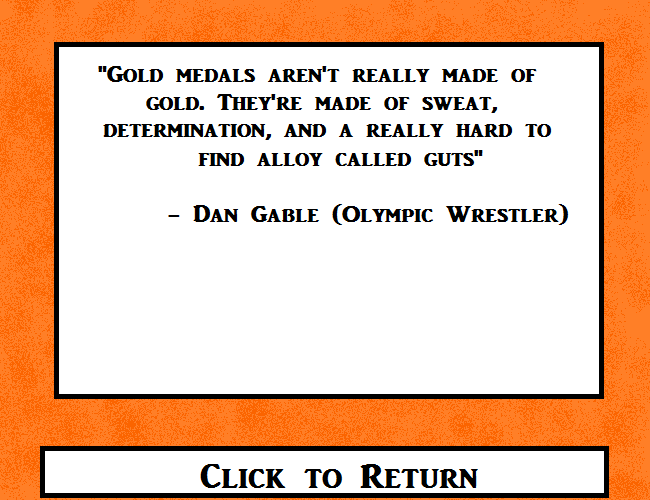 "Gold medals aren't really made of
gold. They're made of sweat,
determination, and a really hard to
find alloy called guts"
- Dan Gable (Olympic Wrestler)
Click to Return